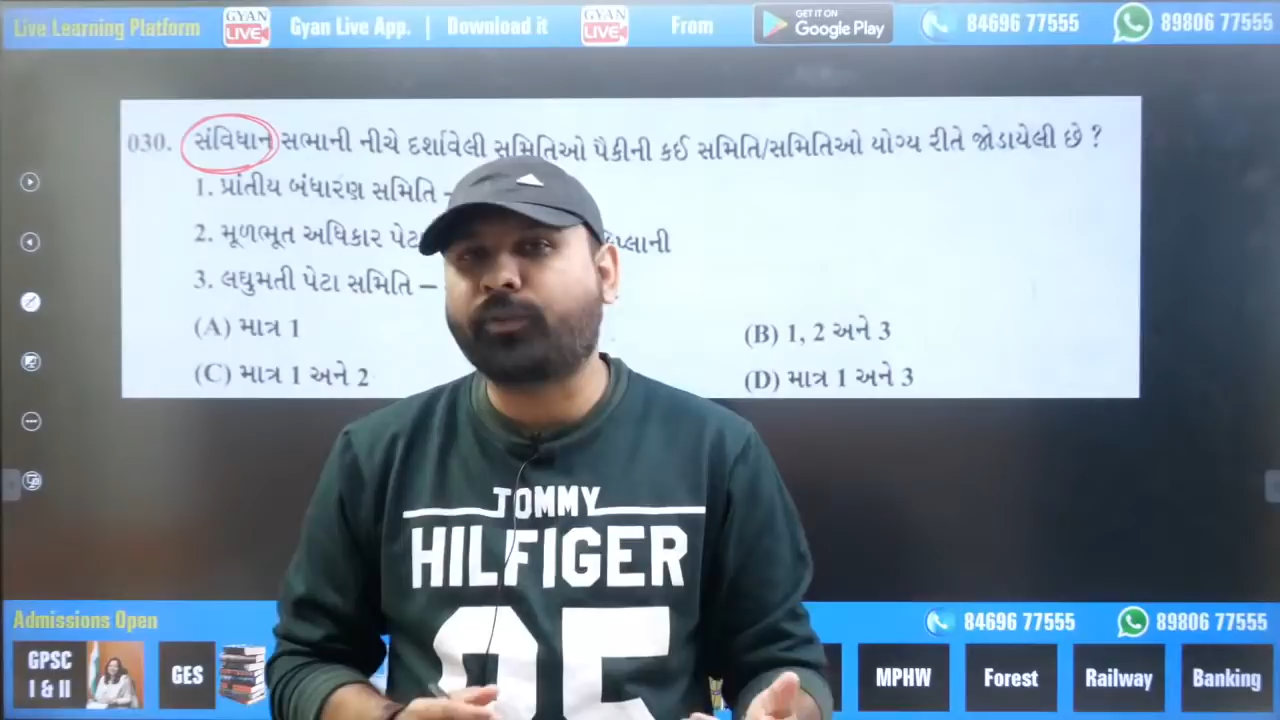 Live Learning Platform
GYAN LIVE
Gyan Live App. | Download it
GYAN LIVE
From
GET IT ON Google Play
84696 77555
89806 77555
030. સંવિધાન સભાની નીચે દર્શાવેલી સમિતિઓ પૈકીની કઈ સમિતિ/સમિતિઓ યોગ્ય રીતે જોડાયેલી છે ?
1. પ્રાંતીય બંધારણ સમિતિ –
2. મૂળભૂત અધિકાર
3. લઘુમતી પેટા સમિતિ –
(A) માત્ર 1
(B) 1, 2 અને 3
(C) માત્ર 1 અને 2
(D) માત્ર 1 અને 3
TOMMY
HILFIGER
85
Admissions Open
84696 77555
89806 77555
GPSC I & II
GES
MPHW
Forest
Railway
Banking